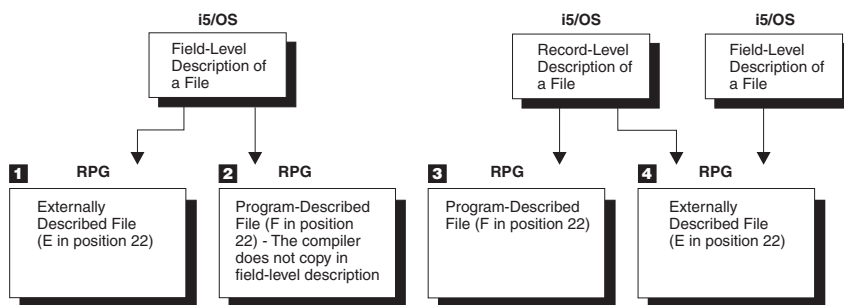 i5/OS
i5/OS
i5/OS
Field-Level
Description of
a File
Record-Level
Description of
a File
Field-Level
Description of
a File
1 RPG
2 RPG
3 RPG
4 RPG
Externally
Described File
(E in position 22)
Program-Described
File (F in position
22) - The compiler
does not copy in
field-level description
Program-Described
File (F in position 22)
Externally
Described File
(E in position 22)